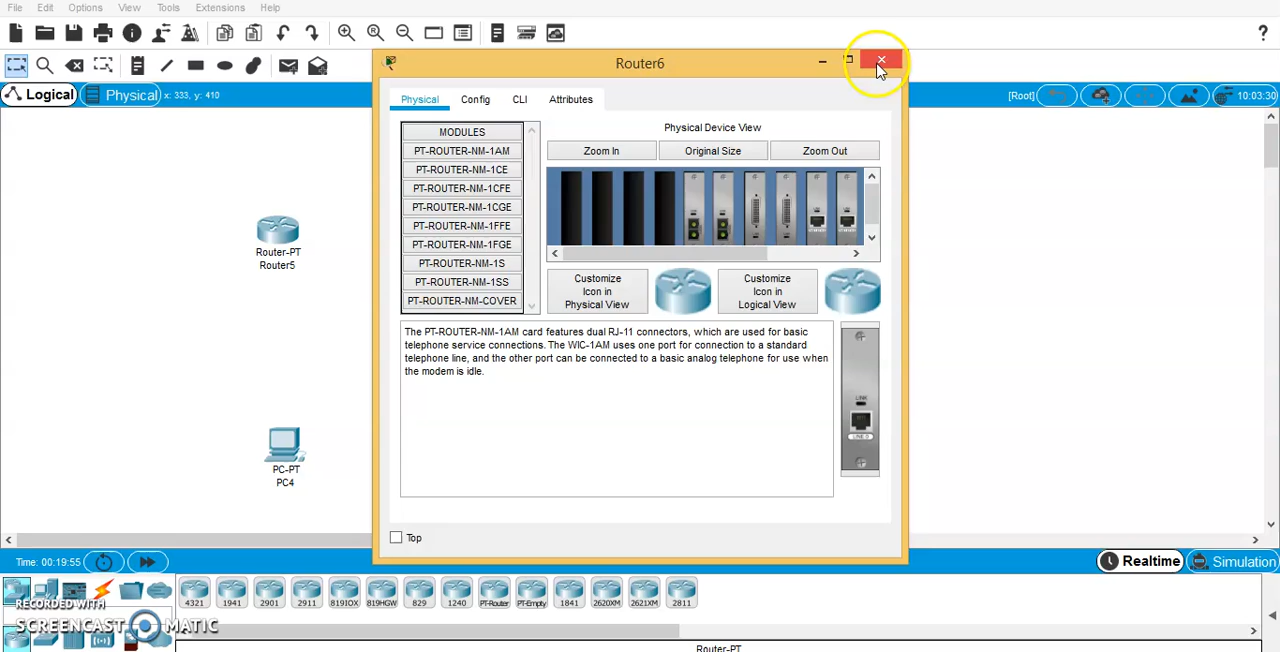 File Edit Options View Tools Extensions Help
?
Router6
Logical Physical x: 333, y: 410 [Root] 10:03:30
Physical Config CLI Attributes
MODULES
PT-ROUTER-NM-1AM
PT-ROUTER-NM-1CE
PT-ROUTER-NM-1CFE
PT-ROUTER-NM-1CGE
PT-ROUTER-NM-1FFE
PT-ROUTER-NM-1FGE
PT-ROUTER-NM-1S
PT-ROUTER-NM-1SS
PT-ROUTER-NM-COVER
Physical Device View
Zoom In Original Size Zoom Out
Customize
Icon in
Physical View
Customize
Icon in
Logical View
The PT-ROUTER-NM-1AM card features dual RJ-11 connectors, which are used for basic
telephone service connections. The WIC-1AM uses one port for connection to a standard
telephone line, and the other port can be connected to a basic analog telephone for use when
the modem is idle.
LINK
LINE 0
Top
Router-PT
Router5
PC-PT
PC4
Time: 00:19:55 Realtime Simulation
4321 1941 2901 2911 819IOX 819HGW 829 1240 PT-Router PT-Empty 1841 2620XM 2621XM 2811
RECORDED WITH
SCREENCAST MATIC
Router-PT